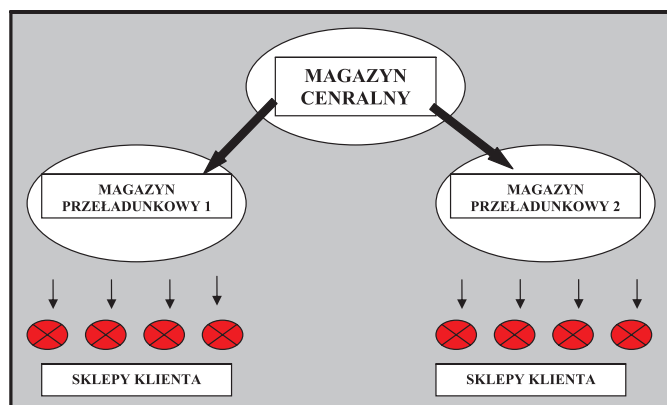 MAGAZYN
CENRALNY
MAGAZYN
PRZEŁADUNKOWY 1
MAGAZYN
PRZEŁADUNKOWY 2
SKLEPY KLIENTA
SKLEPY KLIENTA